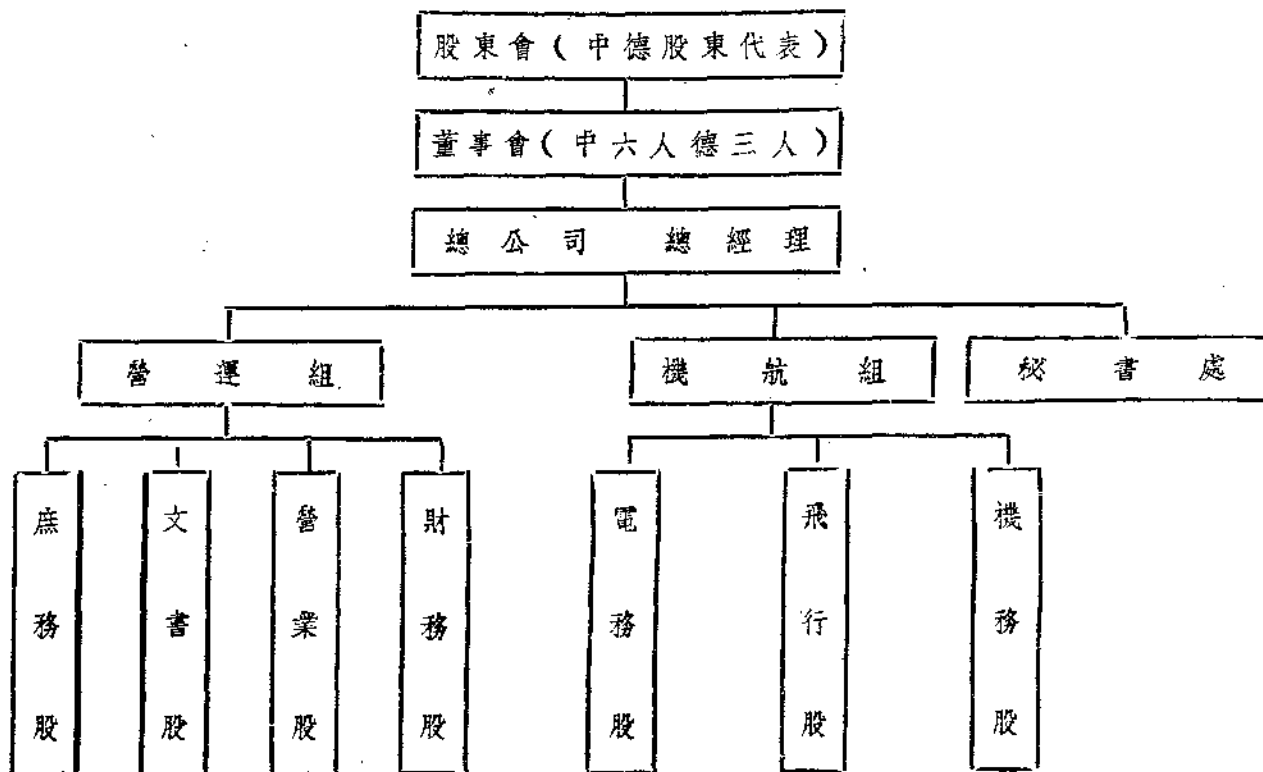 股東會(中德股東代表)
董事會(中六人德三人)
總公司 總經理
營運組
機航組
秘書處
庶務股
文書股
營業股
財務股
電務股
飛行股
機務股